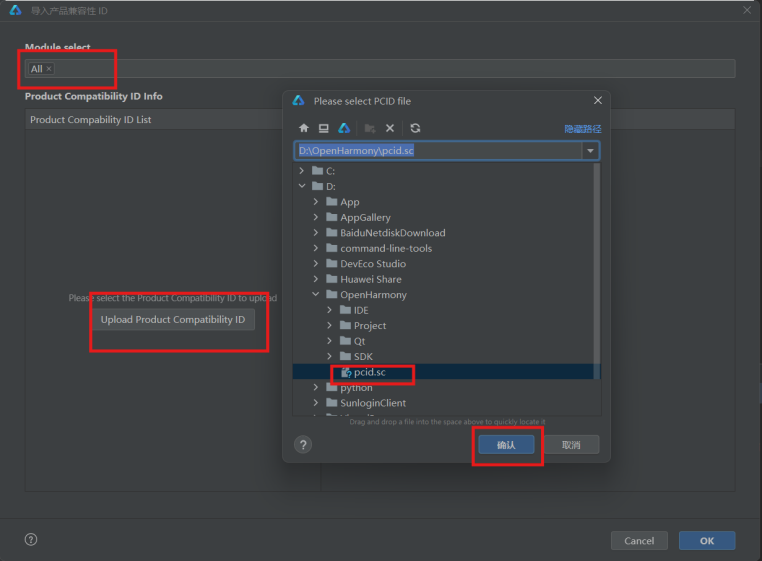 导入产品兼容性 ID
Module select
All ×
Product Compatibility ID Info
Product Compability ID List
Please select the Product Compatibility ID to upload
Upload Product Compatibility ID
Please select PCID file
隐藏路径
D:\OpenHarmony\pcid.sc
C:
D:
App
AppGallery
BaiduNetdiskDownload
command-line-tools
DevEco Studio
Huawei Share
OpenHarmony
IDE
Project
Qt
SDK
pcid.sc
python
SunloginClient
Drag and drop a file into the space above to quickly locate it
?
确认
取消
?
Cancel
OK